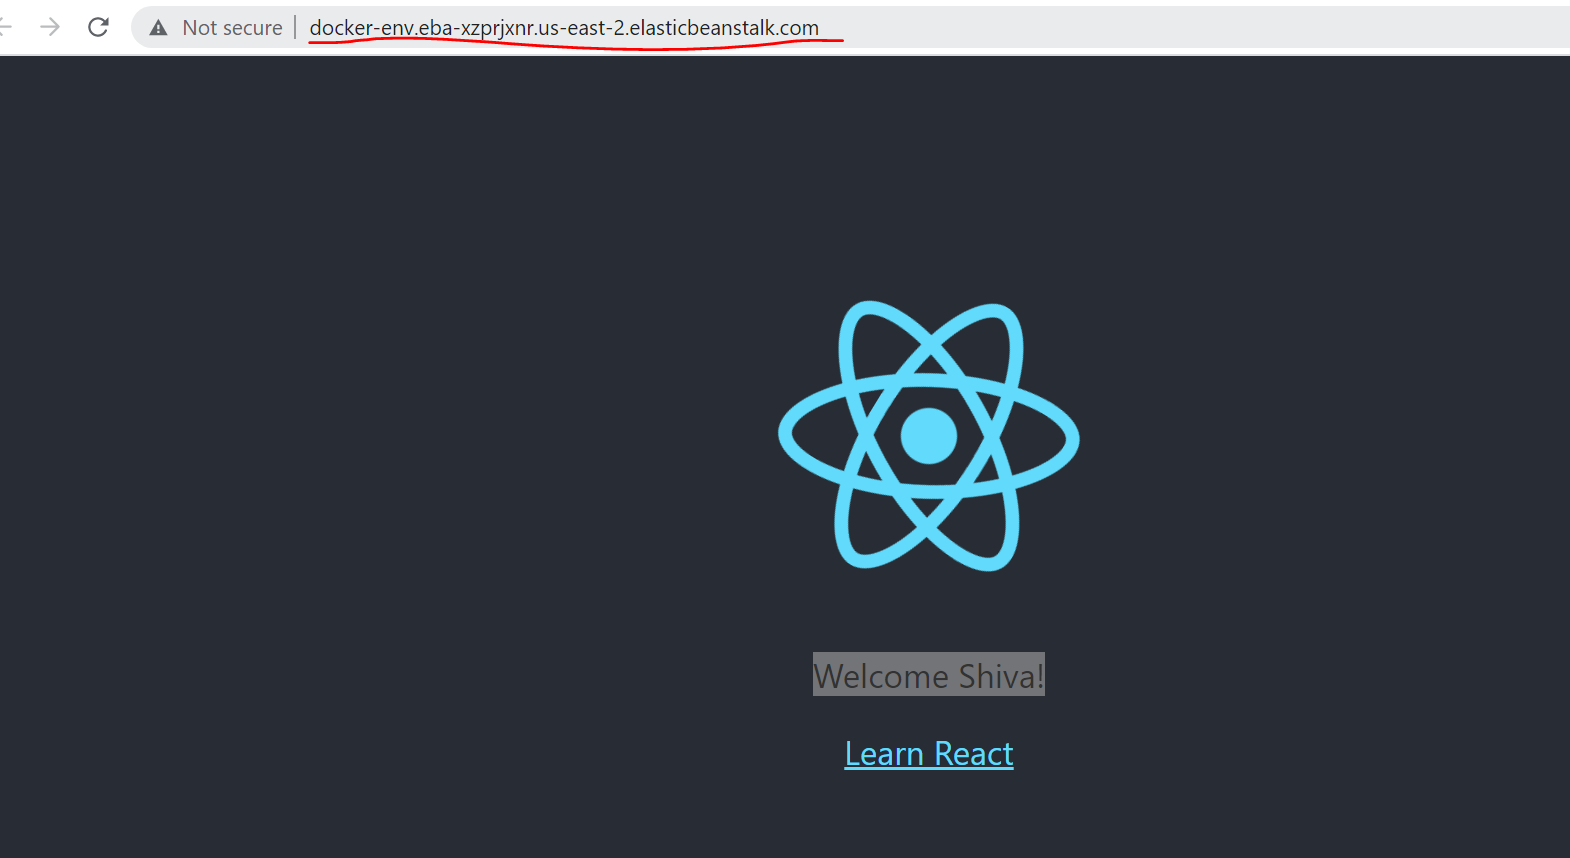 Not secure | docker-env.eba-xzprjxnr.us-east-2.elasticbeanstalk.com
Welcome Shiva!
Learn React